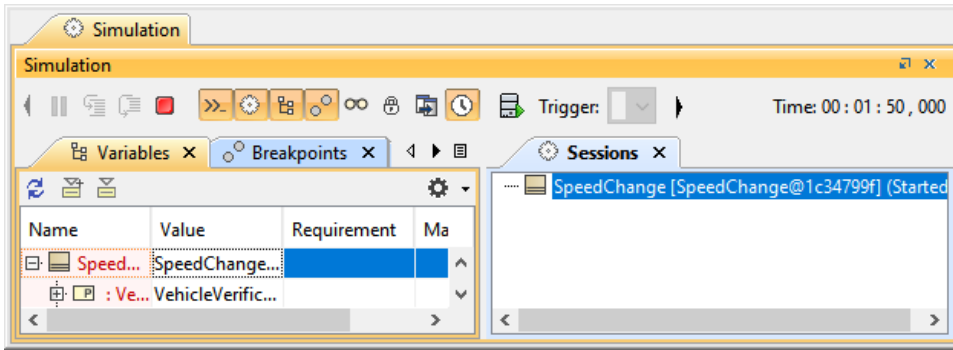 Simulation
Simulation
Trigger:
Time: 00 : 01 : 50 , 000
Variables
Breakpoints
Sessions
SpeedChange [SpeedChange@1c34799f] (Started
Name Value Requirement Ma
Speed... SpeedChange...
P : Ve... VehicleVerific...